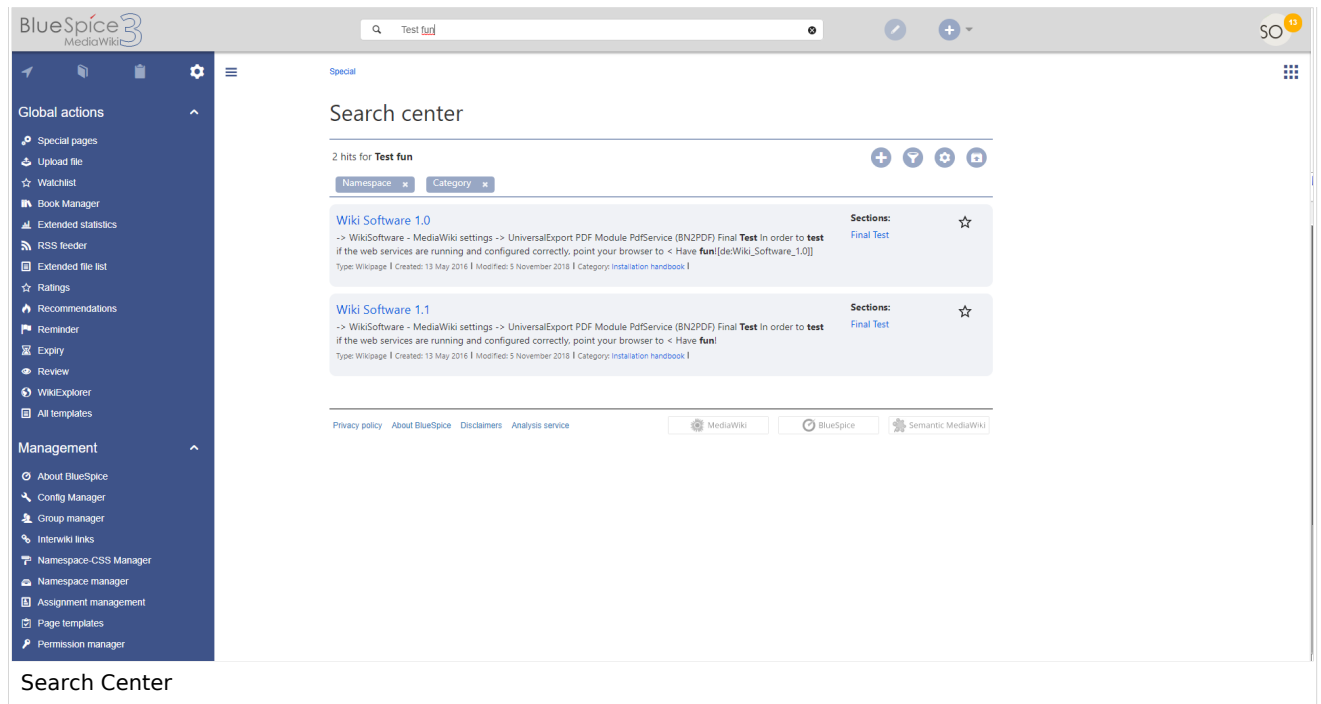 BlueSpice 3
MediaWiki
Test fun
SO
13
Special
Global actions
Special pages
Upload file
Watchlist
Book Manager
Extended statistics
RSS feeder
Extended file list
Ratings
Recommendations
Reminder
Expiry
Review
WikiExplorer
All templates
Management
About BlueSpice
Config Manager
Group manager
Interwiki links
Namespace-CSS Manager
Namespace manager
Assignment management
Page templates
Permission manager
Search center
2 hits for Test fun
Namespace x Category x
Wiki Software 1.0
-> WikiSoftware - MediaWiki settings -> UniversalExport PDF Module PdfService (BN2PDF) Final Test In order to test
if the web services are running and configured correctly, point your browser to < Have fun![de:Wiki_Software_1.0]]
Type: Wikipage | Created: 13 May 2016 | Modified: 5 November 2018 | Category: Installation handbook |
Sections:
Final Test
Wiki Software 1.1
-> WikiSoftware - MediaWiki settings -> UniversalExport PDF Module PdfService (BN2PDF) Final Test In order to test
if the web services are running and configured correctly, point your browser to < Have fun!
Type: Wikipage | Created: 13 May 2016 | Modified: 5 November 2018 | Category: Installation handbook |
Sections:
Final Test
Privacy policy About BlueSpice Disclaimers Analysis service
MediaWiki
BlueSpice
Semantic MediaWiki
Search Center